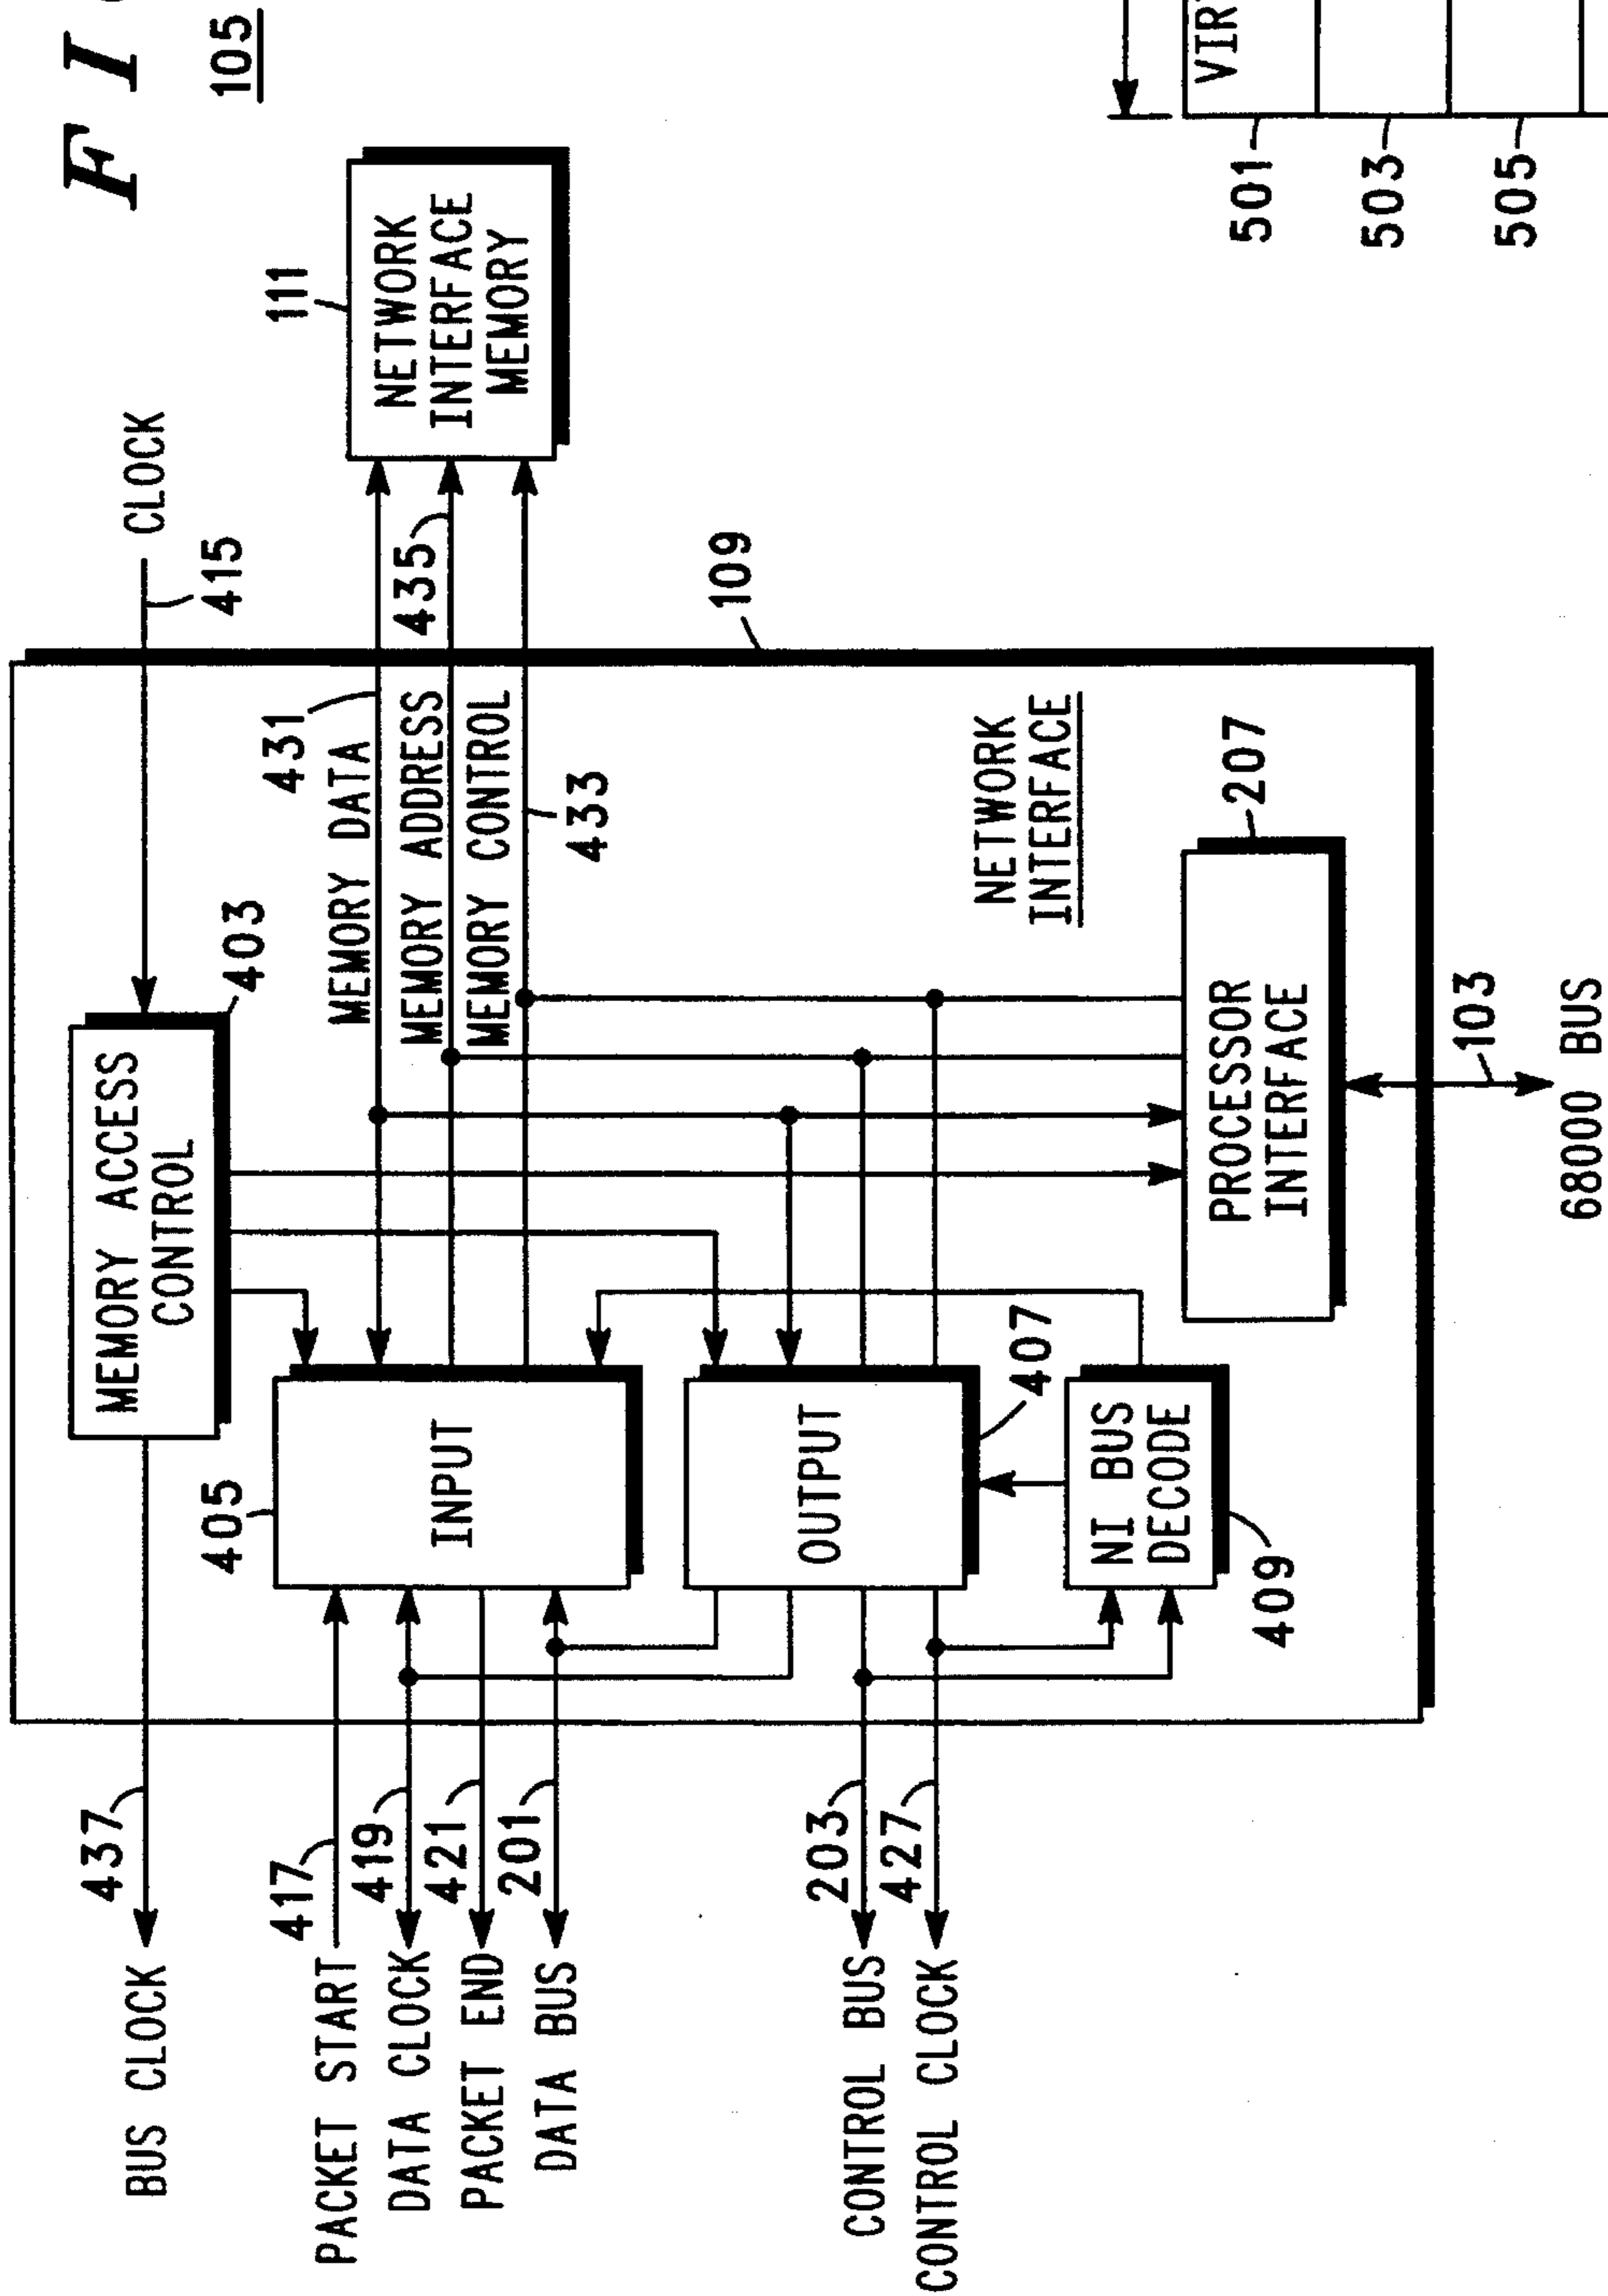 F I
105
CLOCK
415
111
NETWORK
INTERFACE
MEMORY
437
BUS CLOCK
MEMORY ACCESS
CONTROL
403
431
MEMORY DATA
435
MEMORY ADDRESS
MEMORY CONTROL
433
109
405
INPUT
417
PACKET START
419
DATA CLOCK
421
PACKET END
201
DATA BUS
OUTPUT
407
203
CONTROL BUS
427
CONTROL CLOCK
NI BUS
DECODE
409
NETWORK
INTERFACE
207
PROCESSOR
INTERFACE
103
68000 BUS
VIR
501
503
505